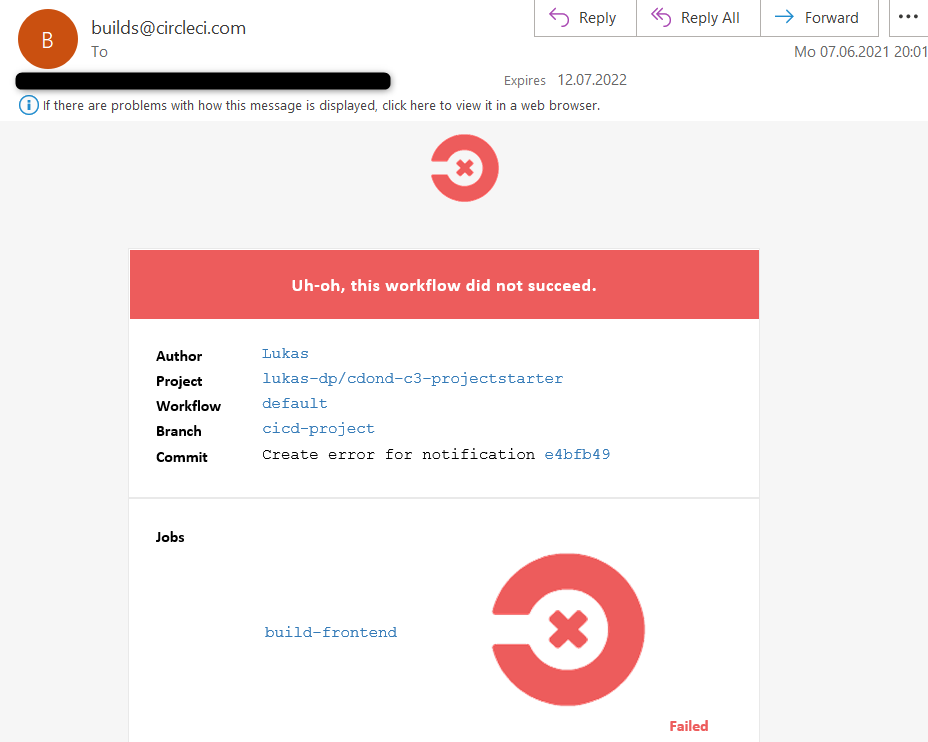 B
builds@circleci.com
To
Reply
Reply All
Forward
Mo 07.06.2021 20:01
Expires 12.07.2022
If there are problems with how this message is displayed, click here to view it in a web browser.
Uh-oh, this workflow did not succeed.
Author Lukas
Project lukas-dp/cdond-c3-projectstarter
Workflow default
Branch cicd-project
Commit Create error for notification e4bfb49
Jobs
build-frontend
Failed